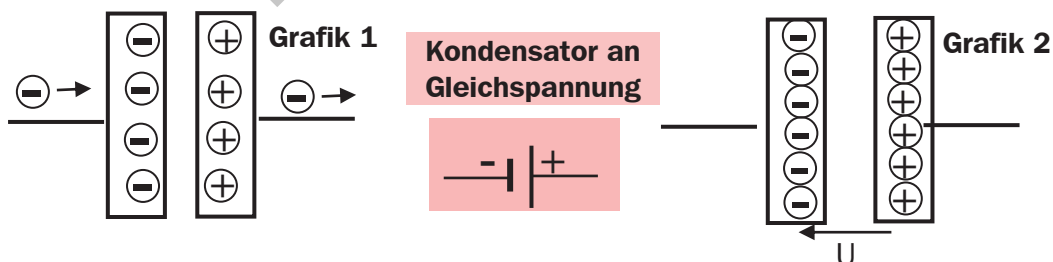 Grafik 1
Kondensator an
Gleichspannung
- +
Grafik 2
U